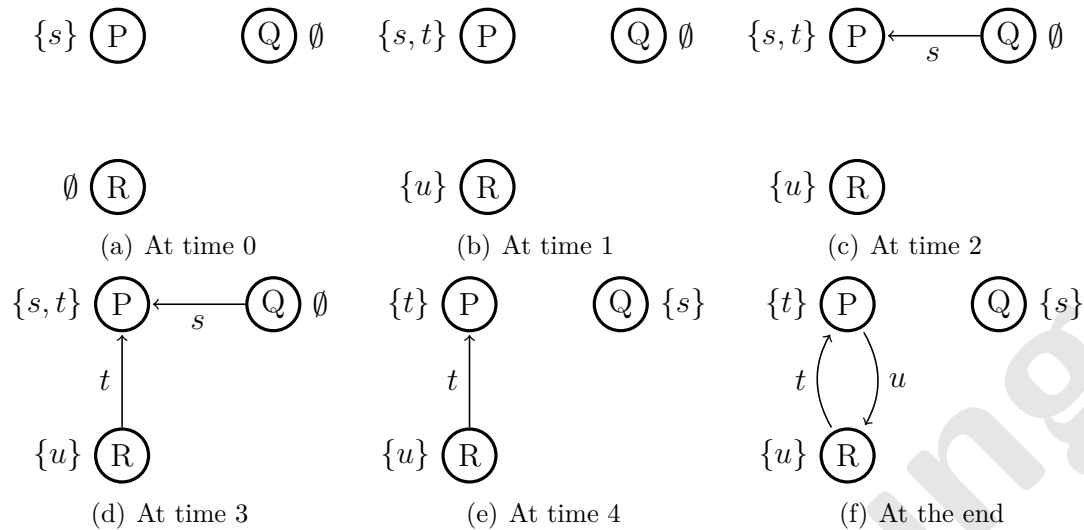 {s} P Q ∅ {s, t} P Q ∅ {s, t} P Q ∅
s
∅ R {u} R {u} R
(a) At time 0 (b) At time 1 (c) At time 2
{s, t} P Q ∅ {t} P Q {s} {t} P Q {s}
s
t t t u
{u} R {u} R {u} R
(d) At time 3 (e) At time 4 (f) At the end